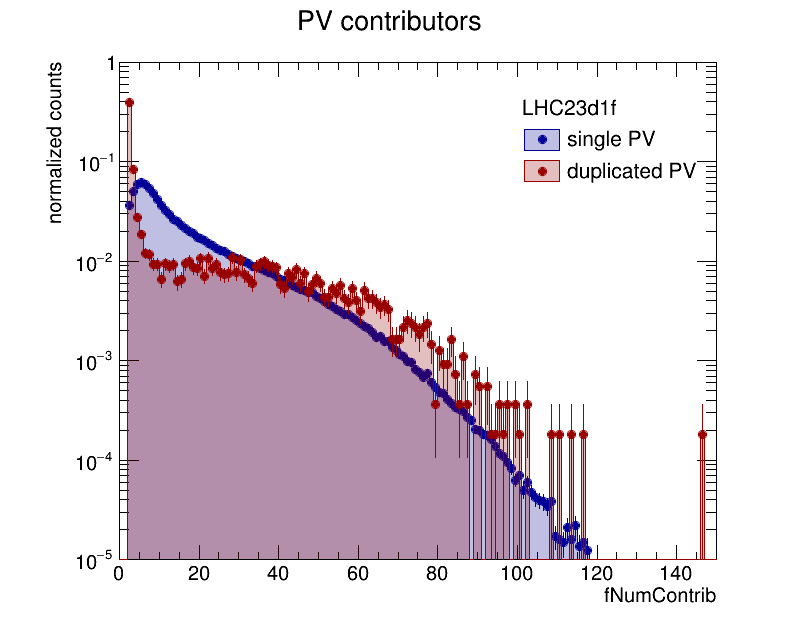 PV contributors
normalized counts
1
10⁻¹
10⁻²
10⁻³
10⁻⁴
10⁻⁵
LHC23d1f
single PV
duplicated PV
0 20 40 60 80 100 120 140
fNumContrib